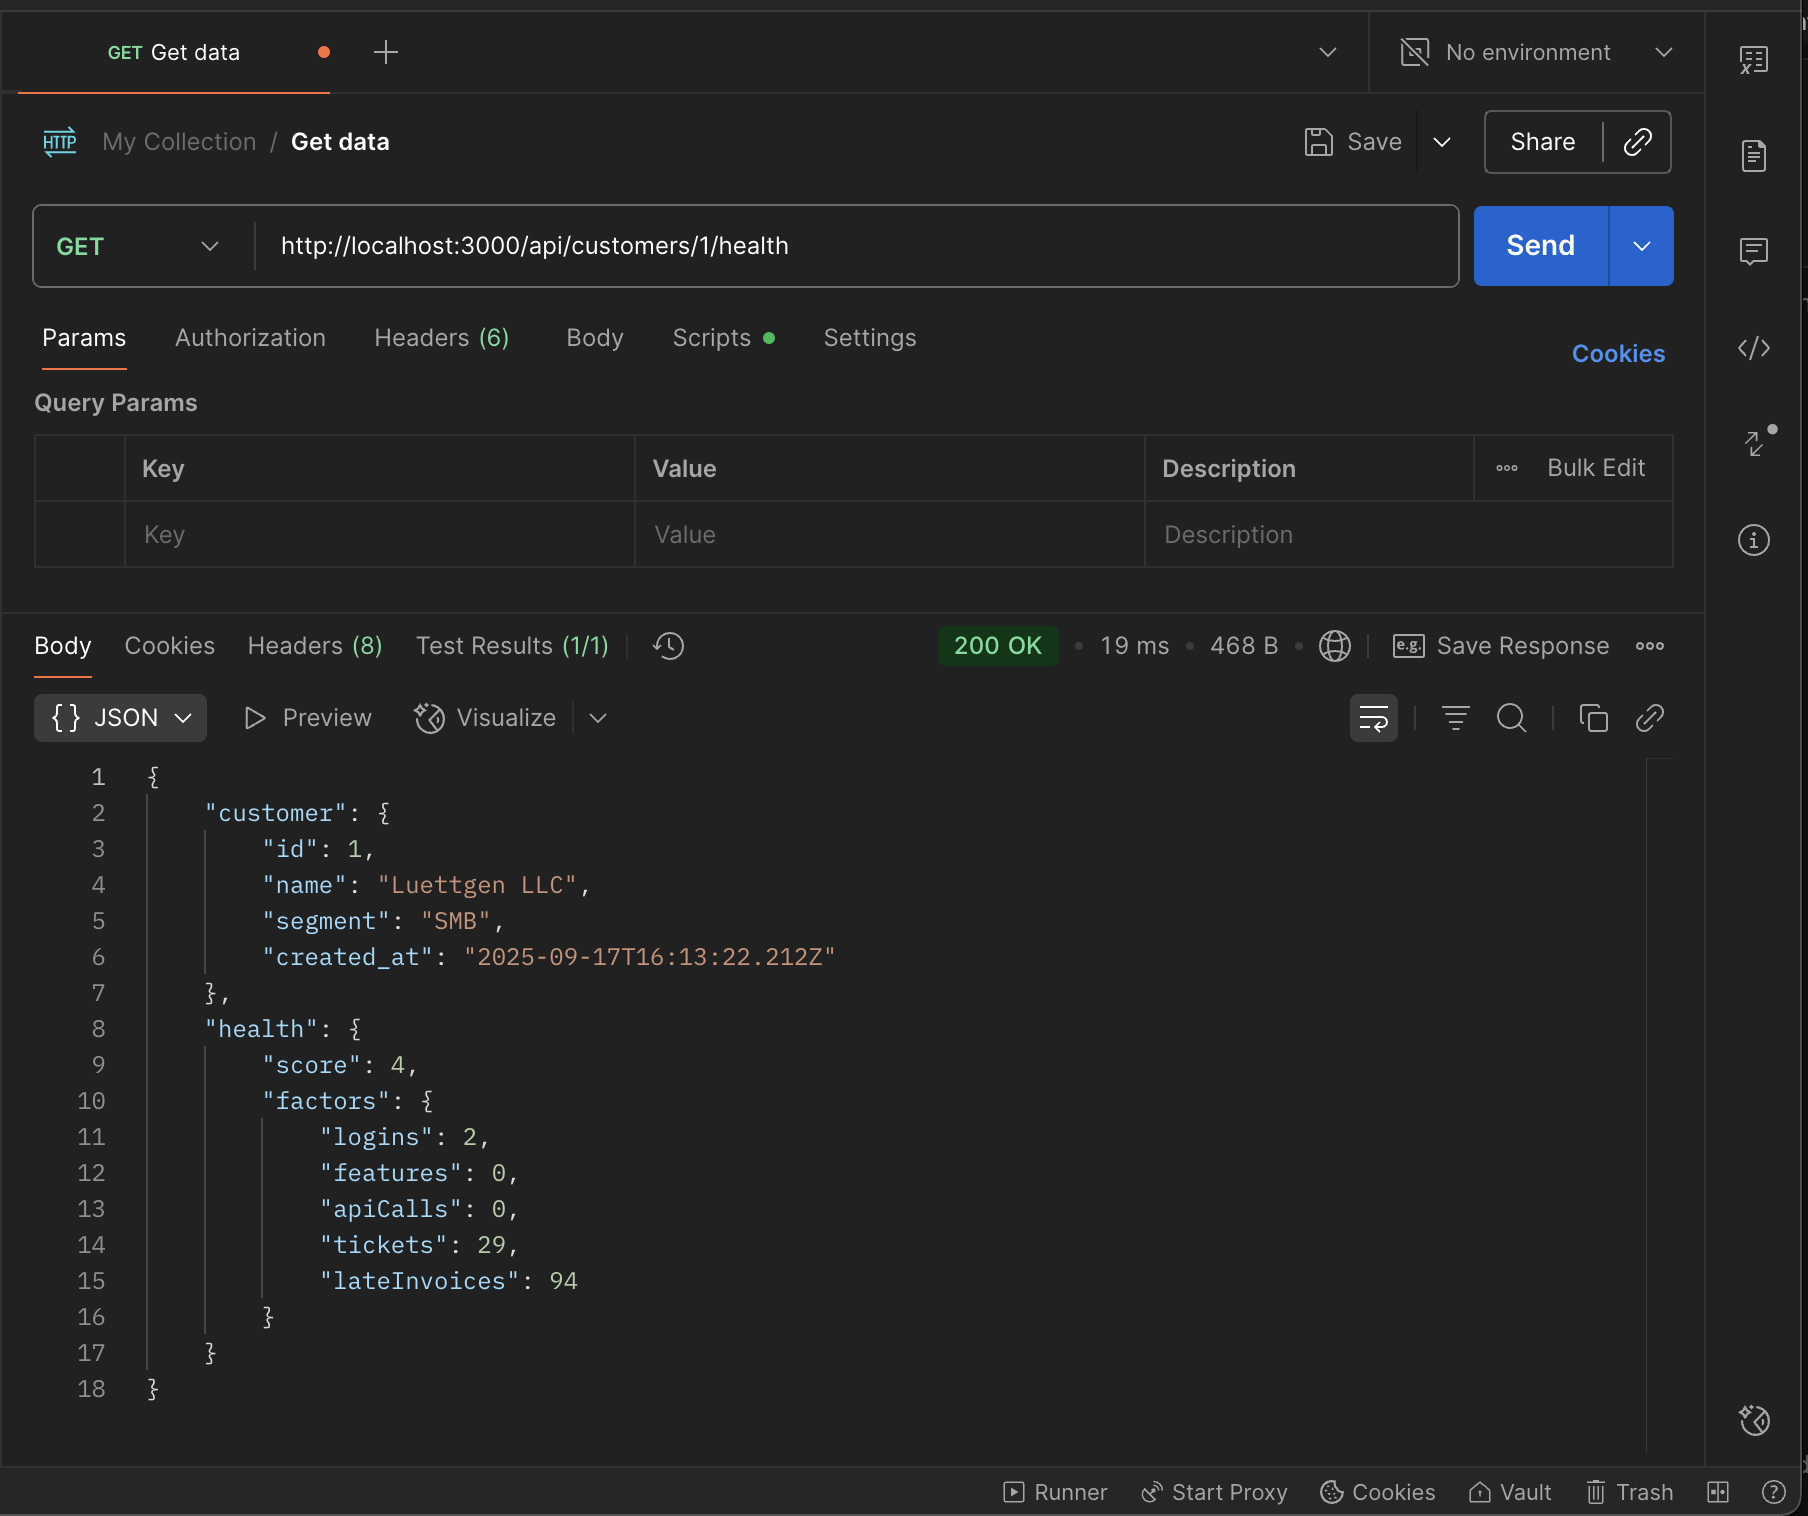 GET Get data
No environment
HTTP My Collection / Get data
Save
Share
GET
http://localhost:3000/api/customers/1/health
Send
Params Authorization Headers (6) Body Scripts Settings
Cookies
Query Params
Key Value Description Bulk Edit
Key Value Description
Body Cookies Headers (8) Test Results (1/1)
200 OK 19 ms 468 B e.g. Save Response
{ } JSON Preview Visualize
1 {
2 "customer": {
3 "id": 1,
4 "name": "Luettgen LLC",
5 "segment": "SMB",
6 "created_at": "2025-09-17T16:13:22.212Z"
7 },
8 "health": {
9 "score": 4,
10 "factors": {
11 "logins": 2,
12 "features": 0,
13 "apiCalls": 0,
14 "tickets": 29,
15 "lateInvoices": 94
16 }
17 }
18 }
Runner Start Proxy Cookies Vault Trash